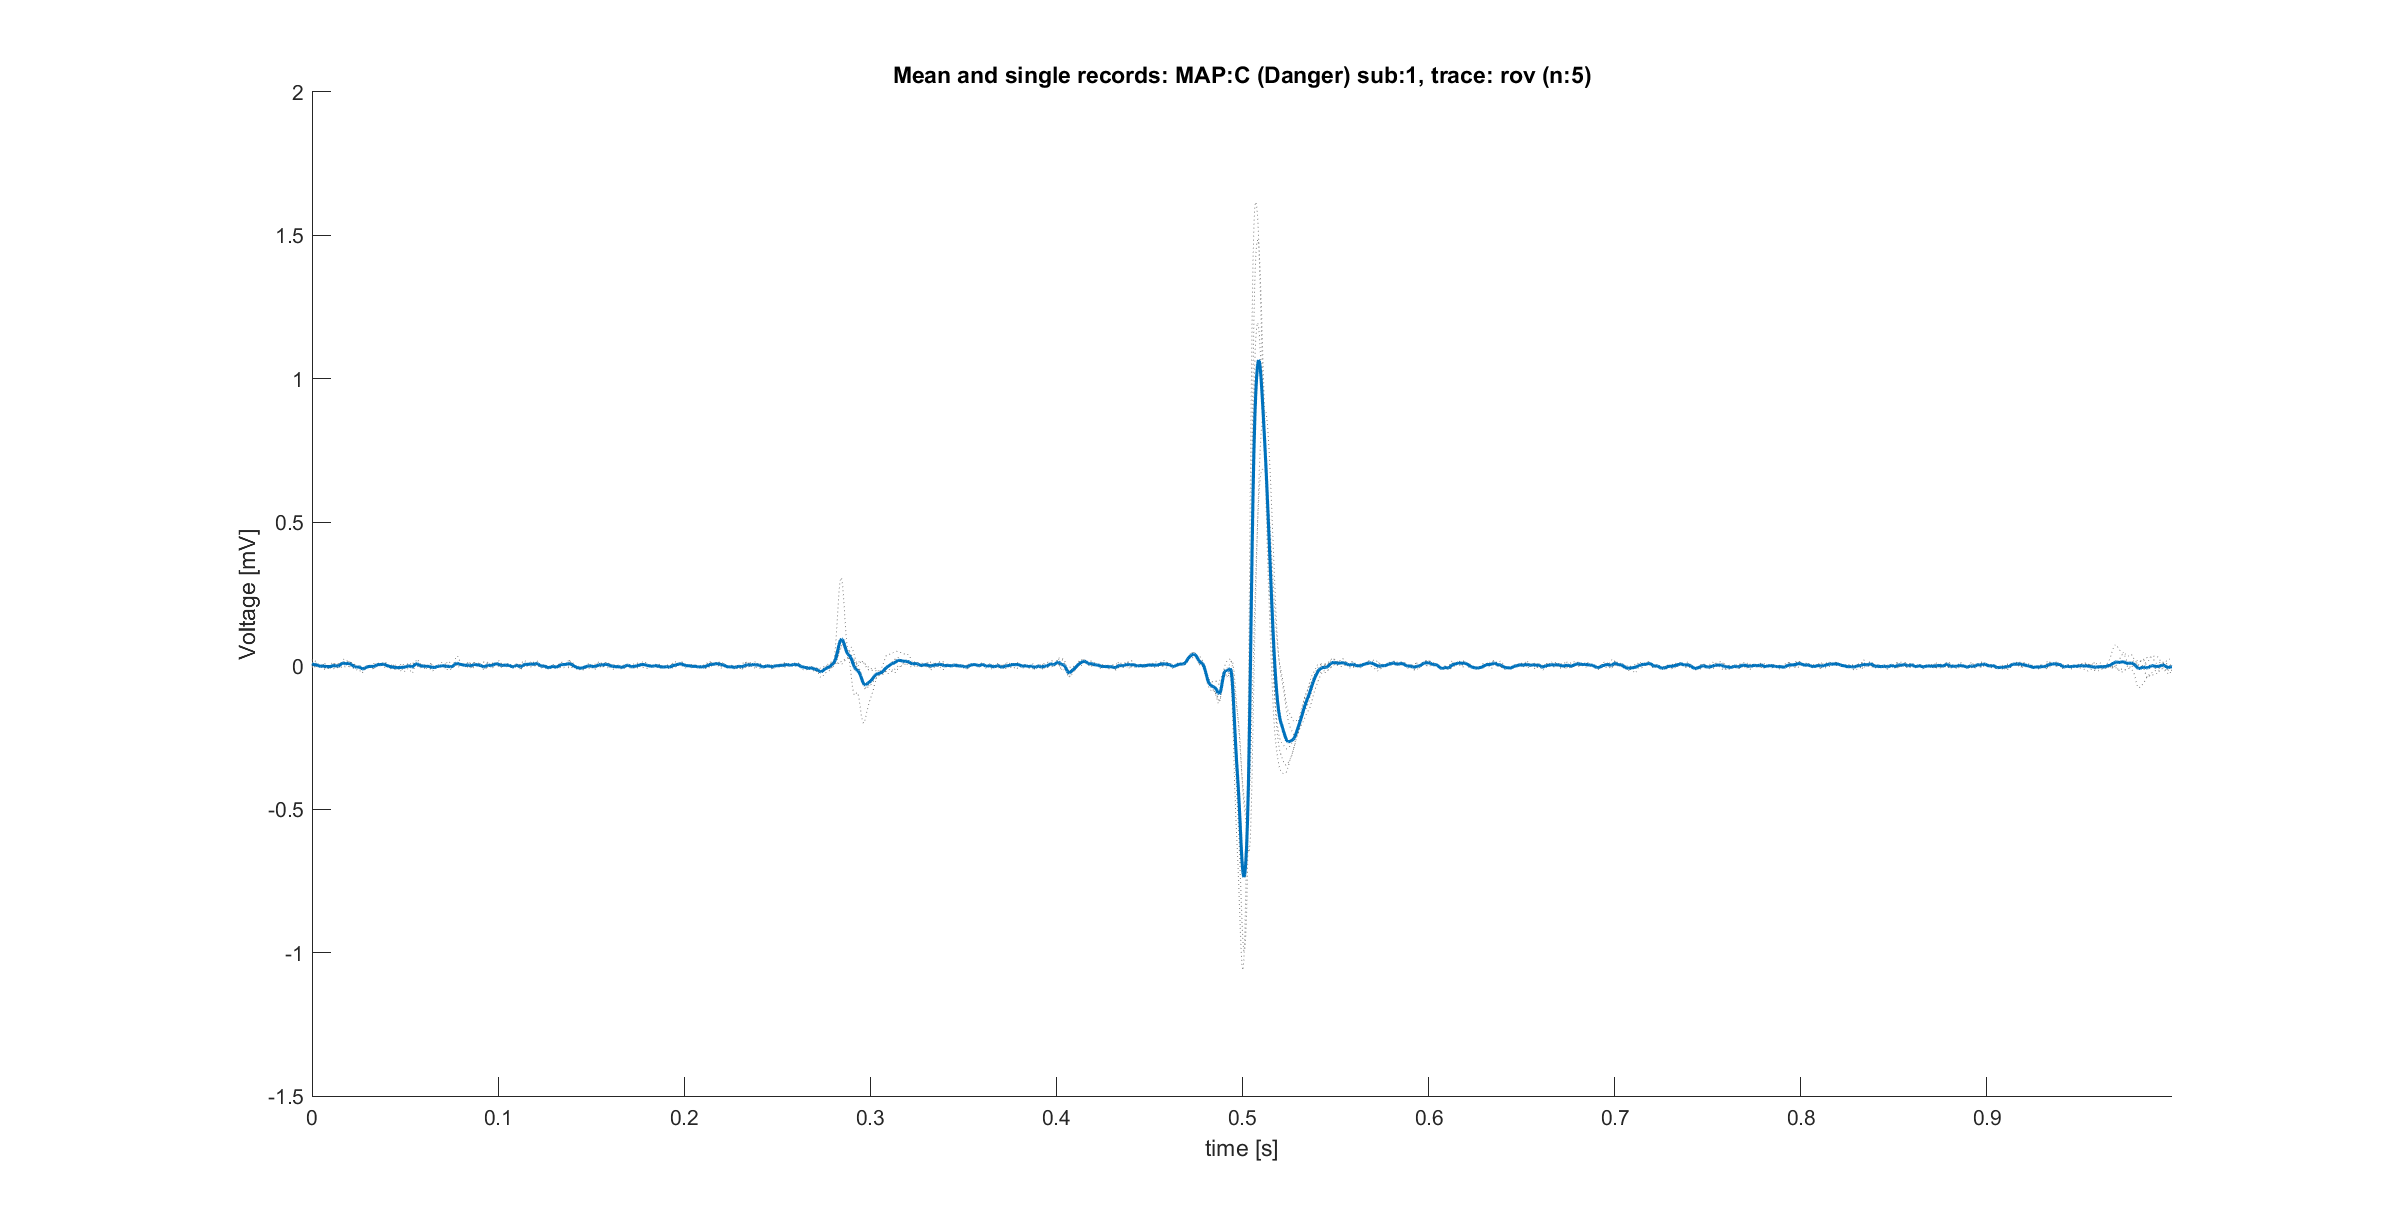 Mean and single records: MAP:C (Danger) sub:1, trace: rov (n:5)
2
1.5
1
0.5
0
-0.5
-1
-1.5
Voltage [mV]
0 0.1 0.2 0.3 0.4 0.5 0.6 0.7 0.8 0.9
time [s]